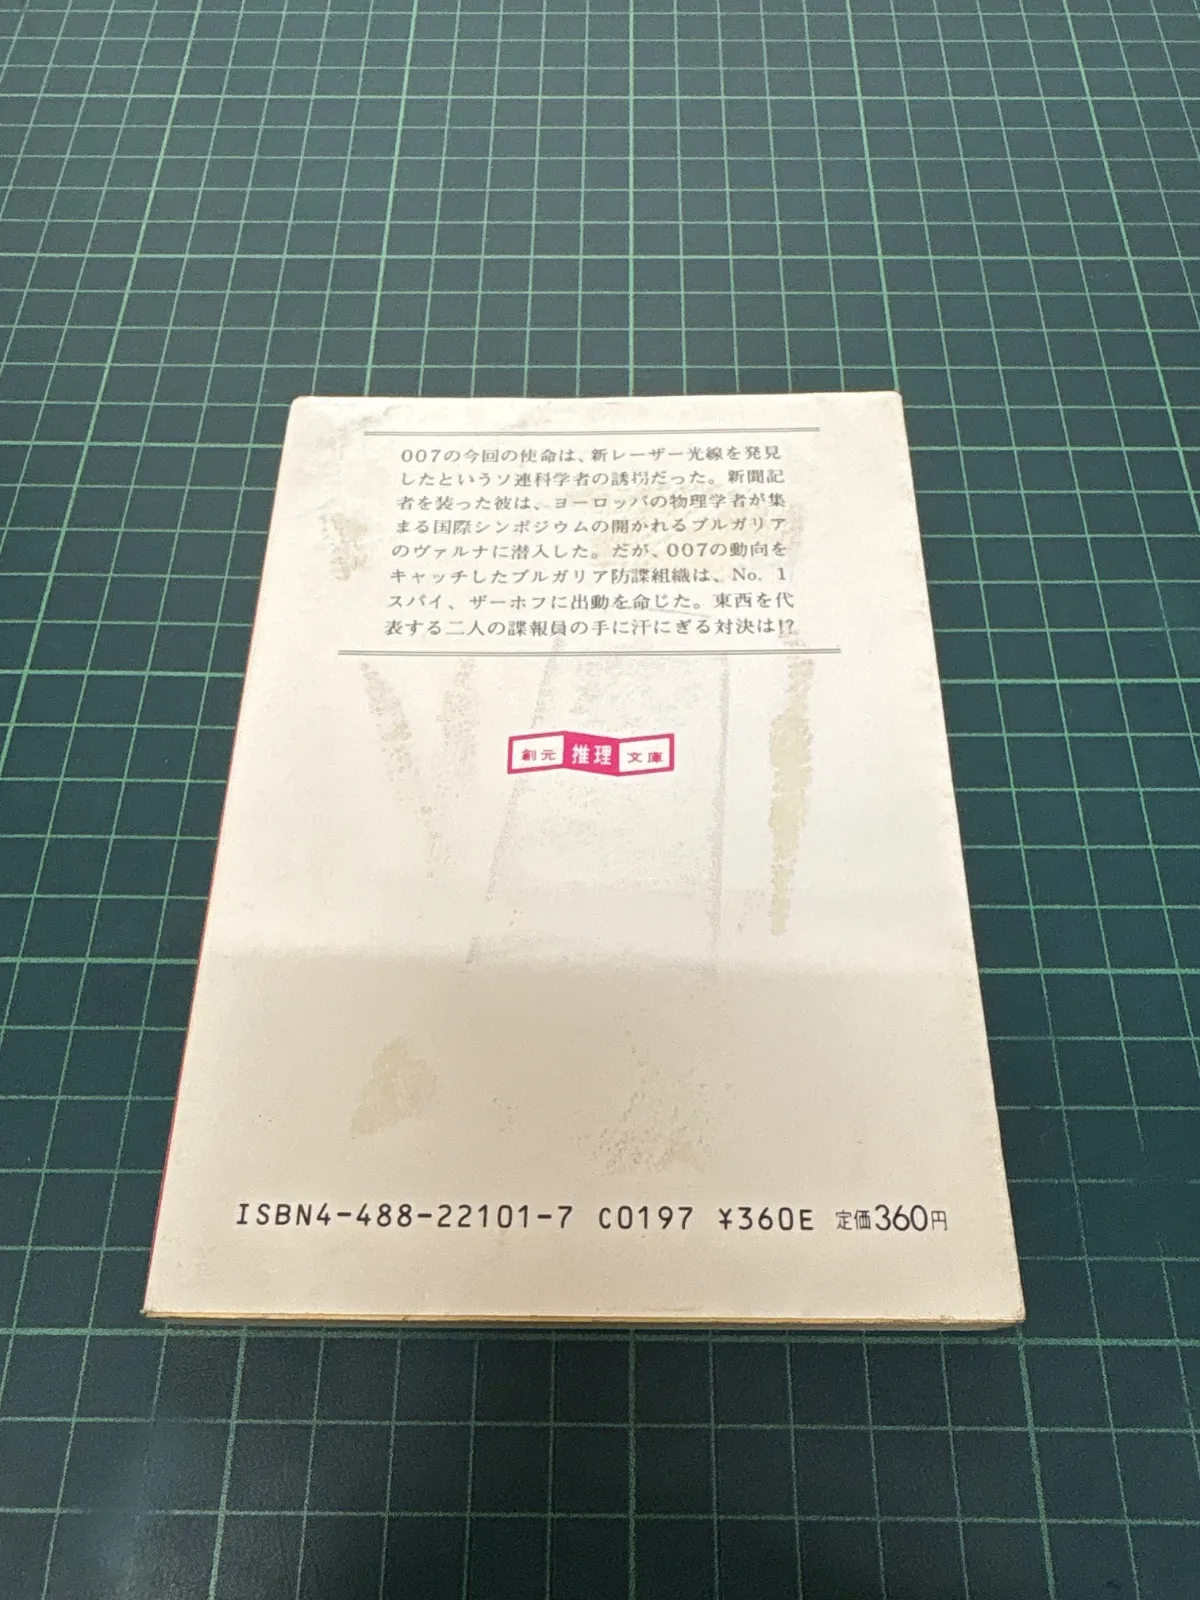 007の今回の使命は、新レーザー光線を発見
したというソ連科学者の誘拐だった。新聞記
者を装った彼は、ヨーロッパの物理学者が集
まる国際シンポジウムの開かれるブルガリア
のヴァルナに潜入した。だが、007の動向を
キャッチしたブルガリア防諜組織は、No. 1
スパイ、ザーホフに出動を命じた。東西を代
表する二人の諜報員の手に汗にぎる対決は!?
創元推理文庫
ISBN4-488-22101-7 C0197 ¥360E 定価360円